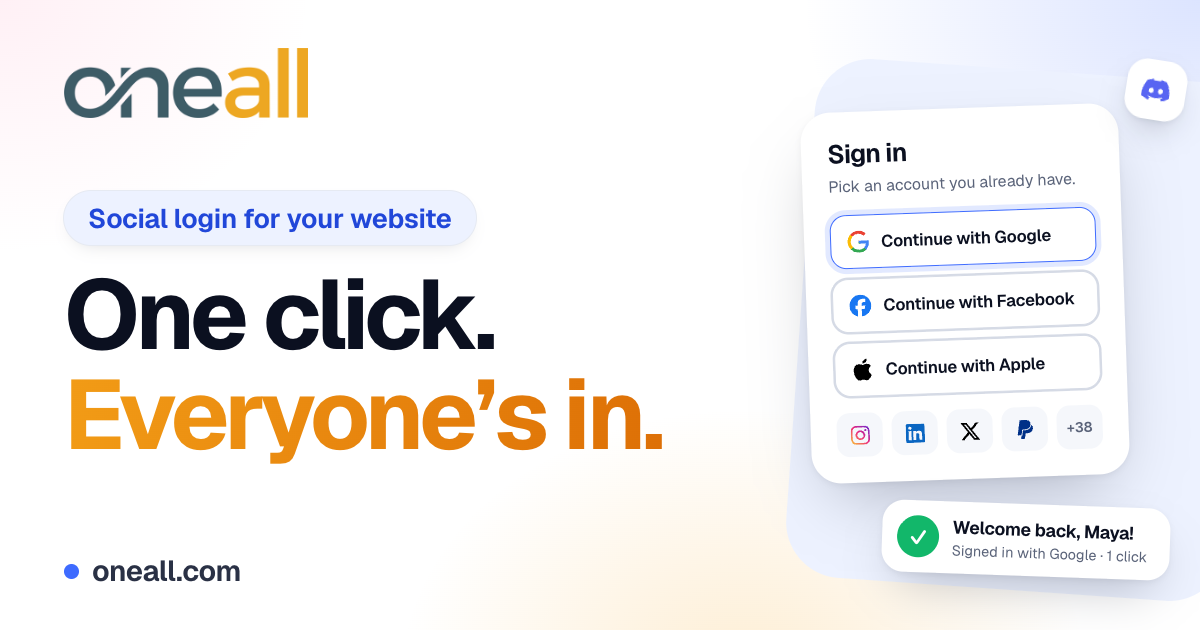 oneall
Social login for your website
One click.
Everyone’s in.
oneall.com
Sign in
Pick an account you already have.
Continue with Google
Continue with Facebook
Continue with Apple
+38
Welcome back, Maya!
Signed in with Google · 1 click